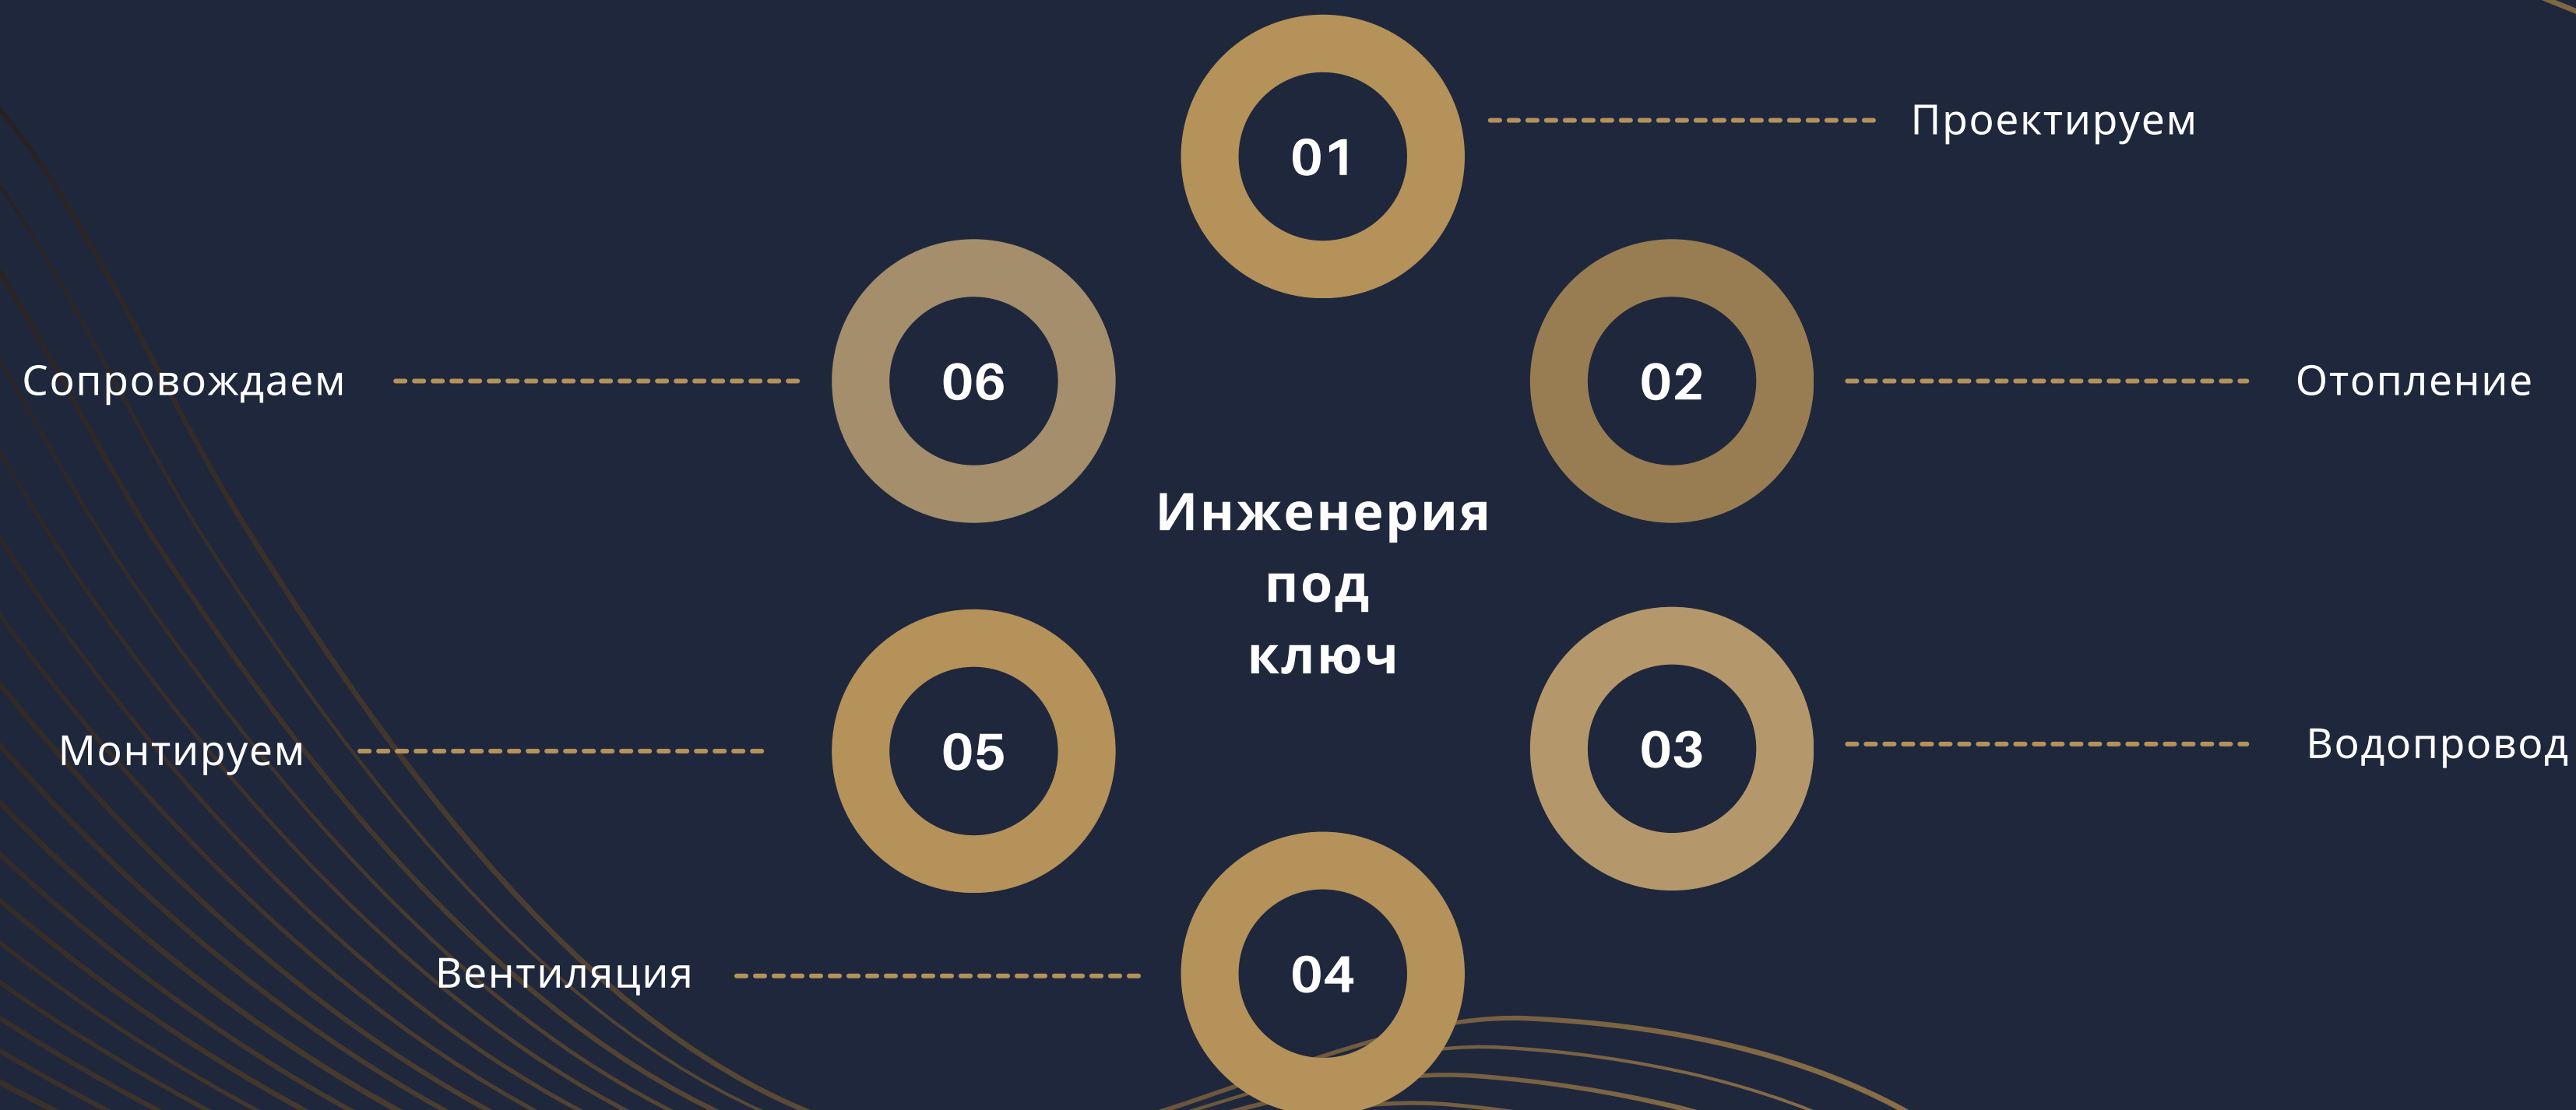 01
Проектируем
06
02
Сопровождаем
Отопление
Инженерия
под
ключ
05
03
Монтируем
Водопровод
04
Вентиляция